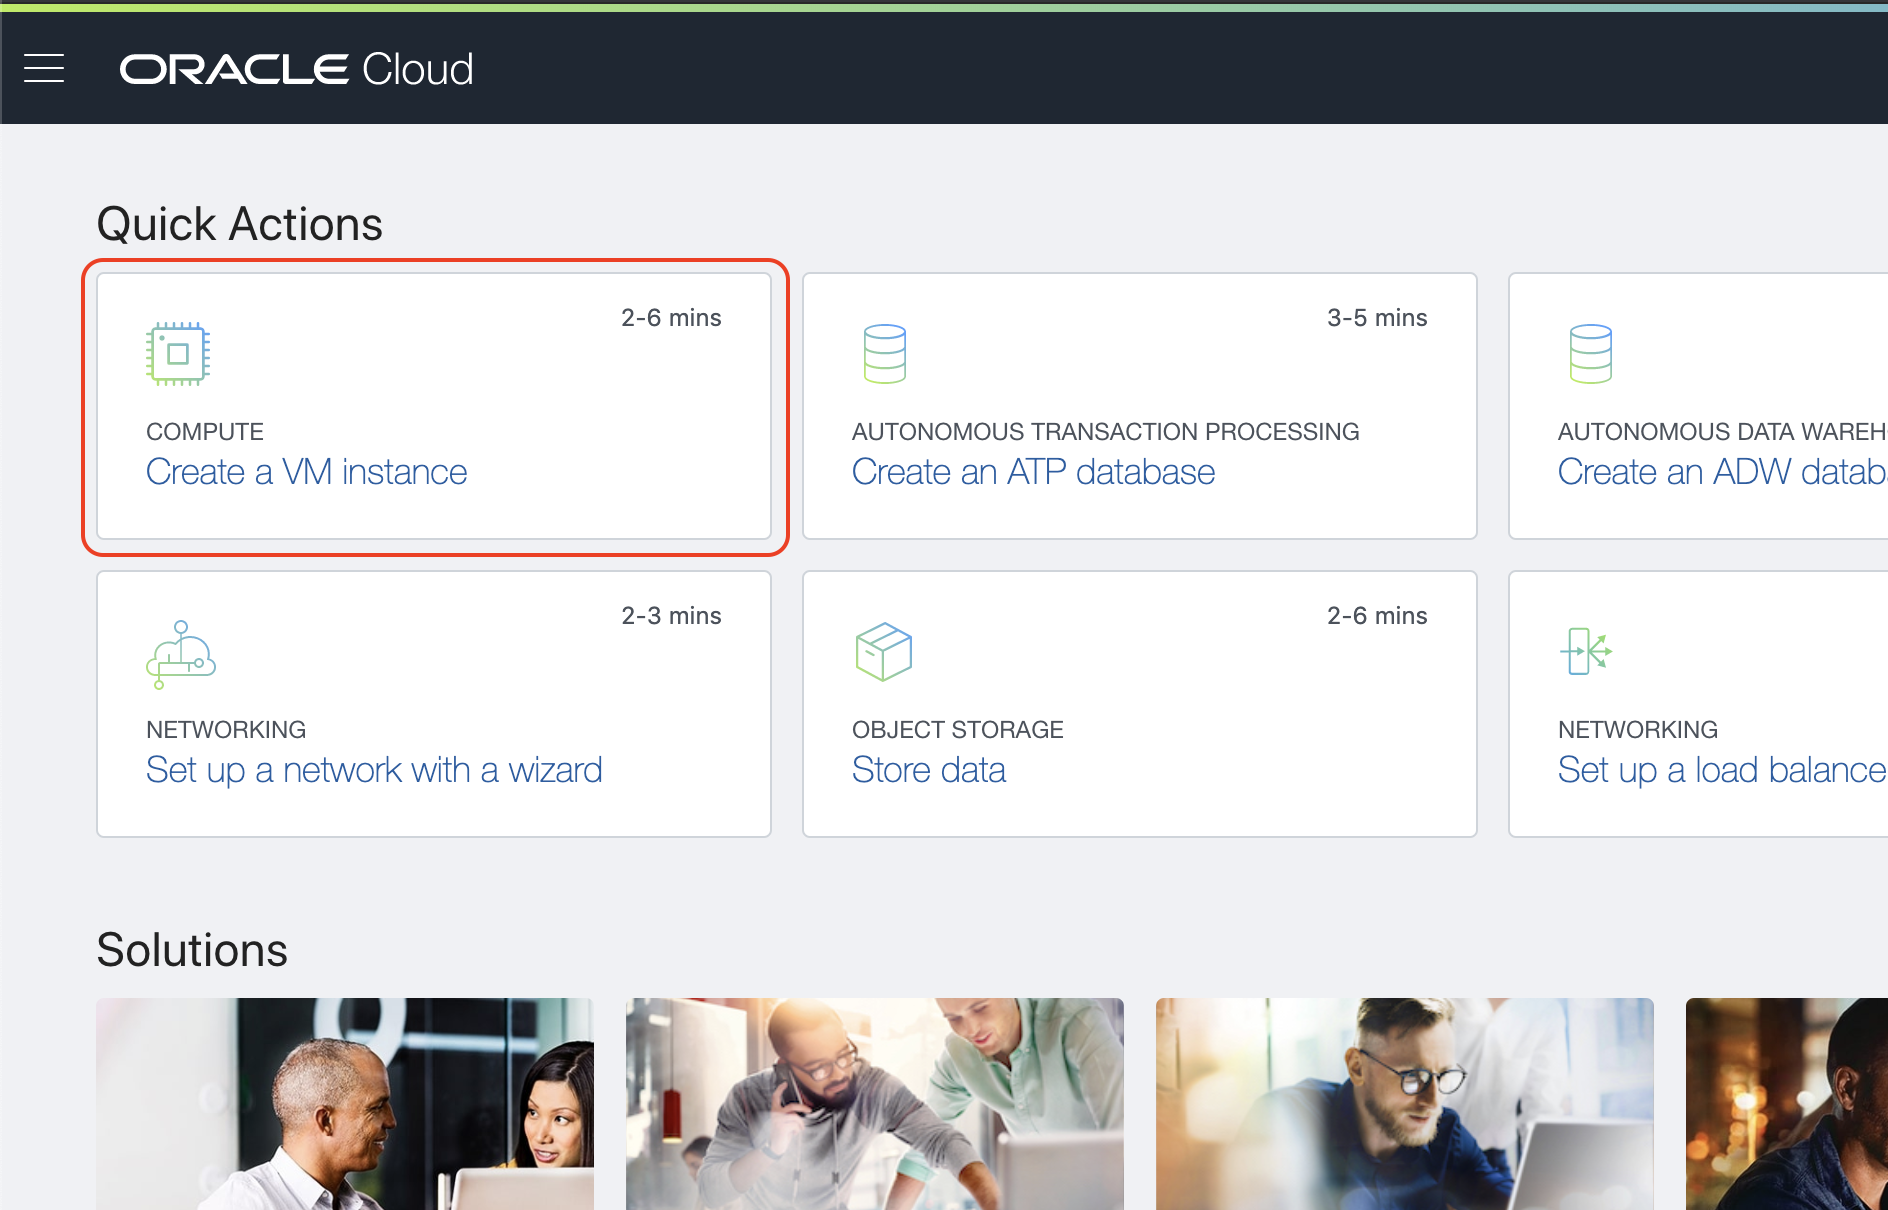 ORACLE Cloud
Quick Actions
2-6 mins
COMPUTE
Create a VM instance
3-5 mins
AUTONOMOUS TRANSACTION PROCESSING
Create an ATP database
AUTONOMOUS DATA WAREH
Create an ADW datab
2-3 mins
NETWORKING
Set up a network with a wizard
2-6 mins
OBJECT STORAGE
Store data
NETWORKING
Set up a load balance
Solutions